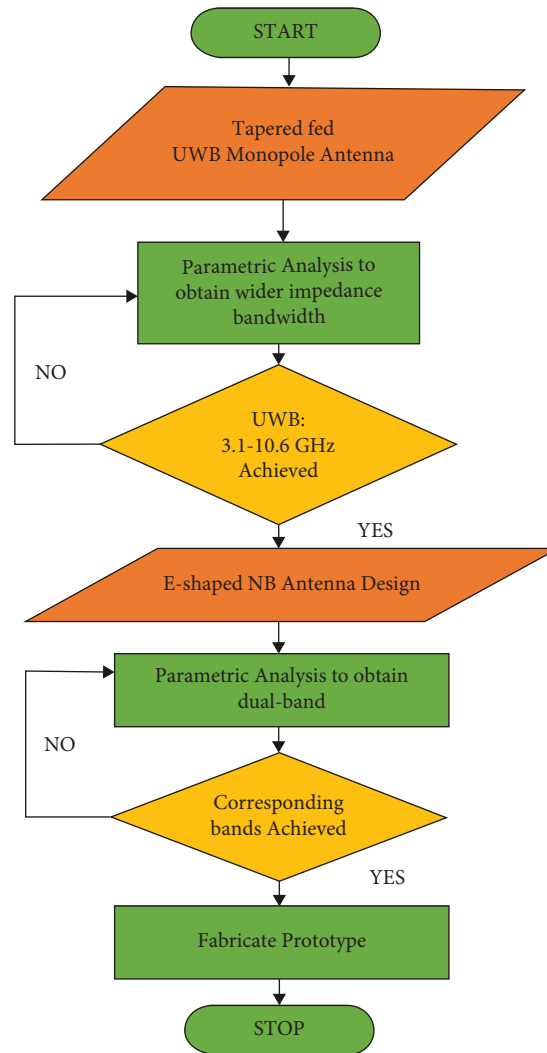 START
Tapered fed
UWB Monopole Antenna
Parametric Analysis to
obtain wider impedance
bandwidth
NO
UWB:
3.1-10.6 GHz
Achieved
YES
E-shaped NB Antenna Design
Parametric Analysis to obtain
dual-band
NO
Corresponding
bands Achieved
YES
Fabricate Prototype
STOP